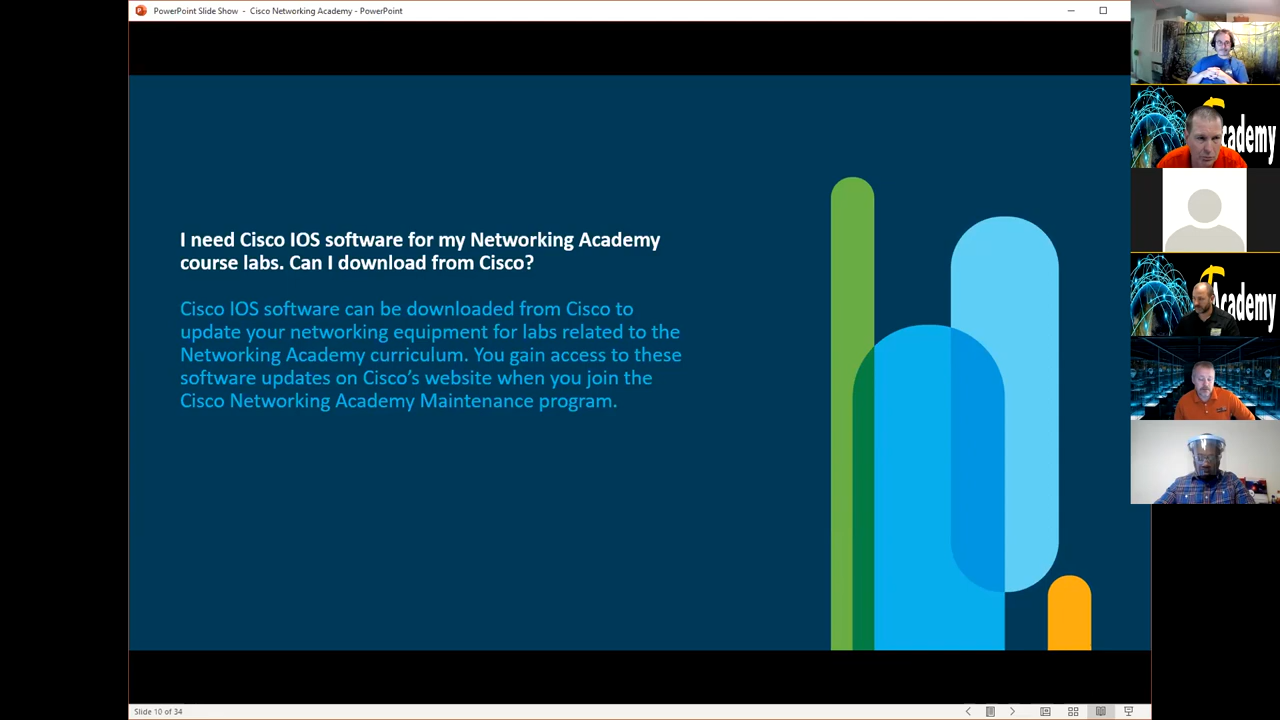 PowerPoint Slide Show - Cisco Networking Academy - PowerPoint
I need Cisco IOS software for my Networking Academy
course labs. Can I download from Cisco?
Cisco IOS software can be downloaded from Cisco to
update your networking equipment for labs related to the
Networking Academy curriculum. You gain access to these
software updates on Cisco’s website when you join the
Cisco Networking Academy Maintenance program.
cademy
Academy
Slide 10 of 34